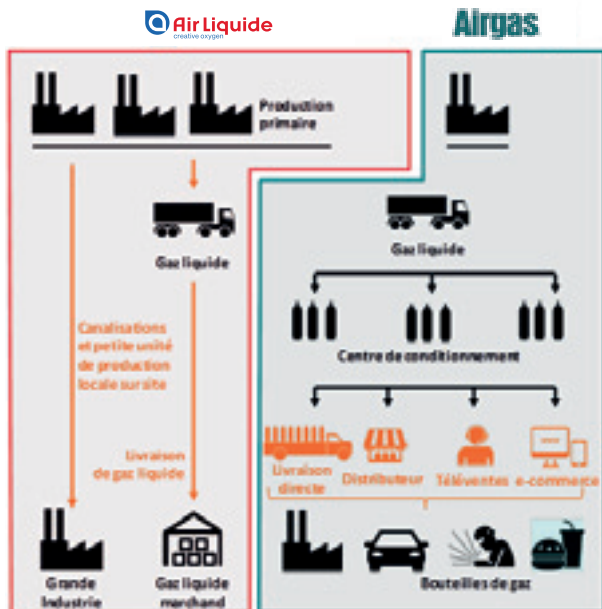 Air Liquide
creative oxygen
Airgas
Production
primaire
Gaz liquide
Gaz liquide
Centre de conditionnement
Canalisations
et petite unité
de production
locale sur site
Livraison
de gaz liquide
Livraison
directe
Distributeur
Téléventes
e-commerce
Grande
Industrie
Gaz liquide
marchand
Bouteilles de gaz